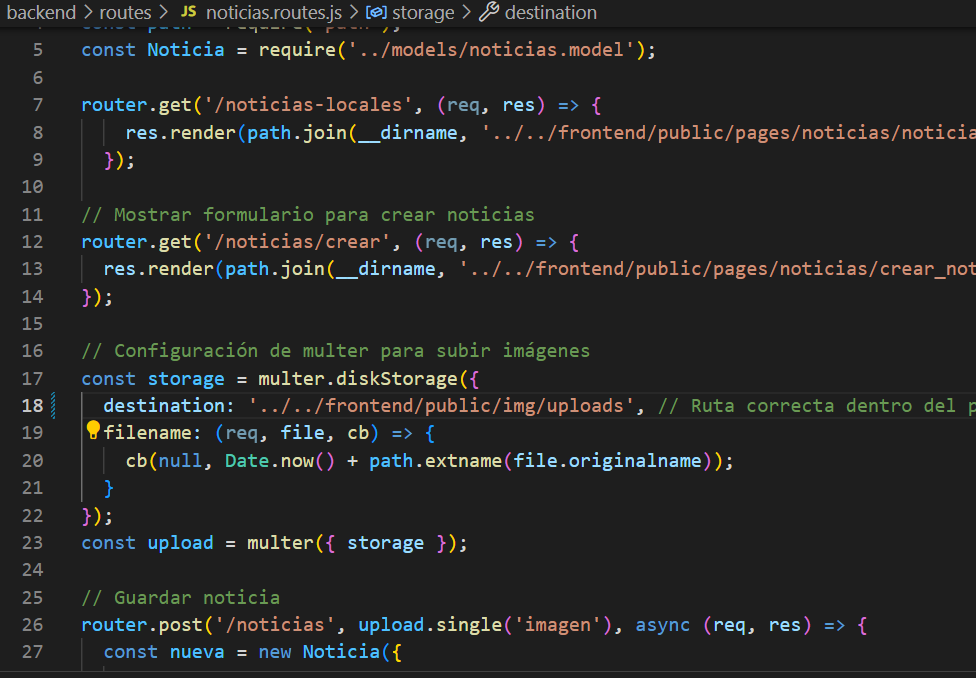 backend > routes > JS noticias.routes.js > storage > destination
const path = require('path');
5 const Noticia = require('../models/noticias.model');
6
7 router.get('/noticias-locales', (req, res) => {
8 res.render(path.join(__dirname, '../../frontend/public/pages/noticias/noticia
9 });
10
11 // Mostrar formulario para crear noticias
12 router.get('/noticias/crear', (req, res) => {
13 res.render(path.join(__dirname, '../../frontend/public/pages/noticias/crear_not
14 });
15
16 // Configuración de multer para subir imágenes
17 const storage = multer.diskStorage({
18 destination: '../../frontend/public/img/uploads', // Ruta correcta dentro del p
19 filename: (req, file, cb) => {
20 cb(null, Date.now() + path.extname(file.originalname));
21 }
22 });
23 const upload = multer({ storage });
24
25 // Guardar noticia
26 router.post('/noticias', upload.single('imagen'), async (req, res) => {
27 const nueva = new Noticia({